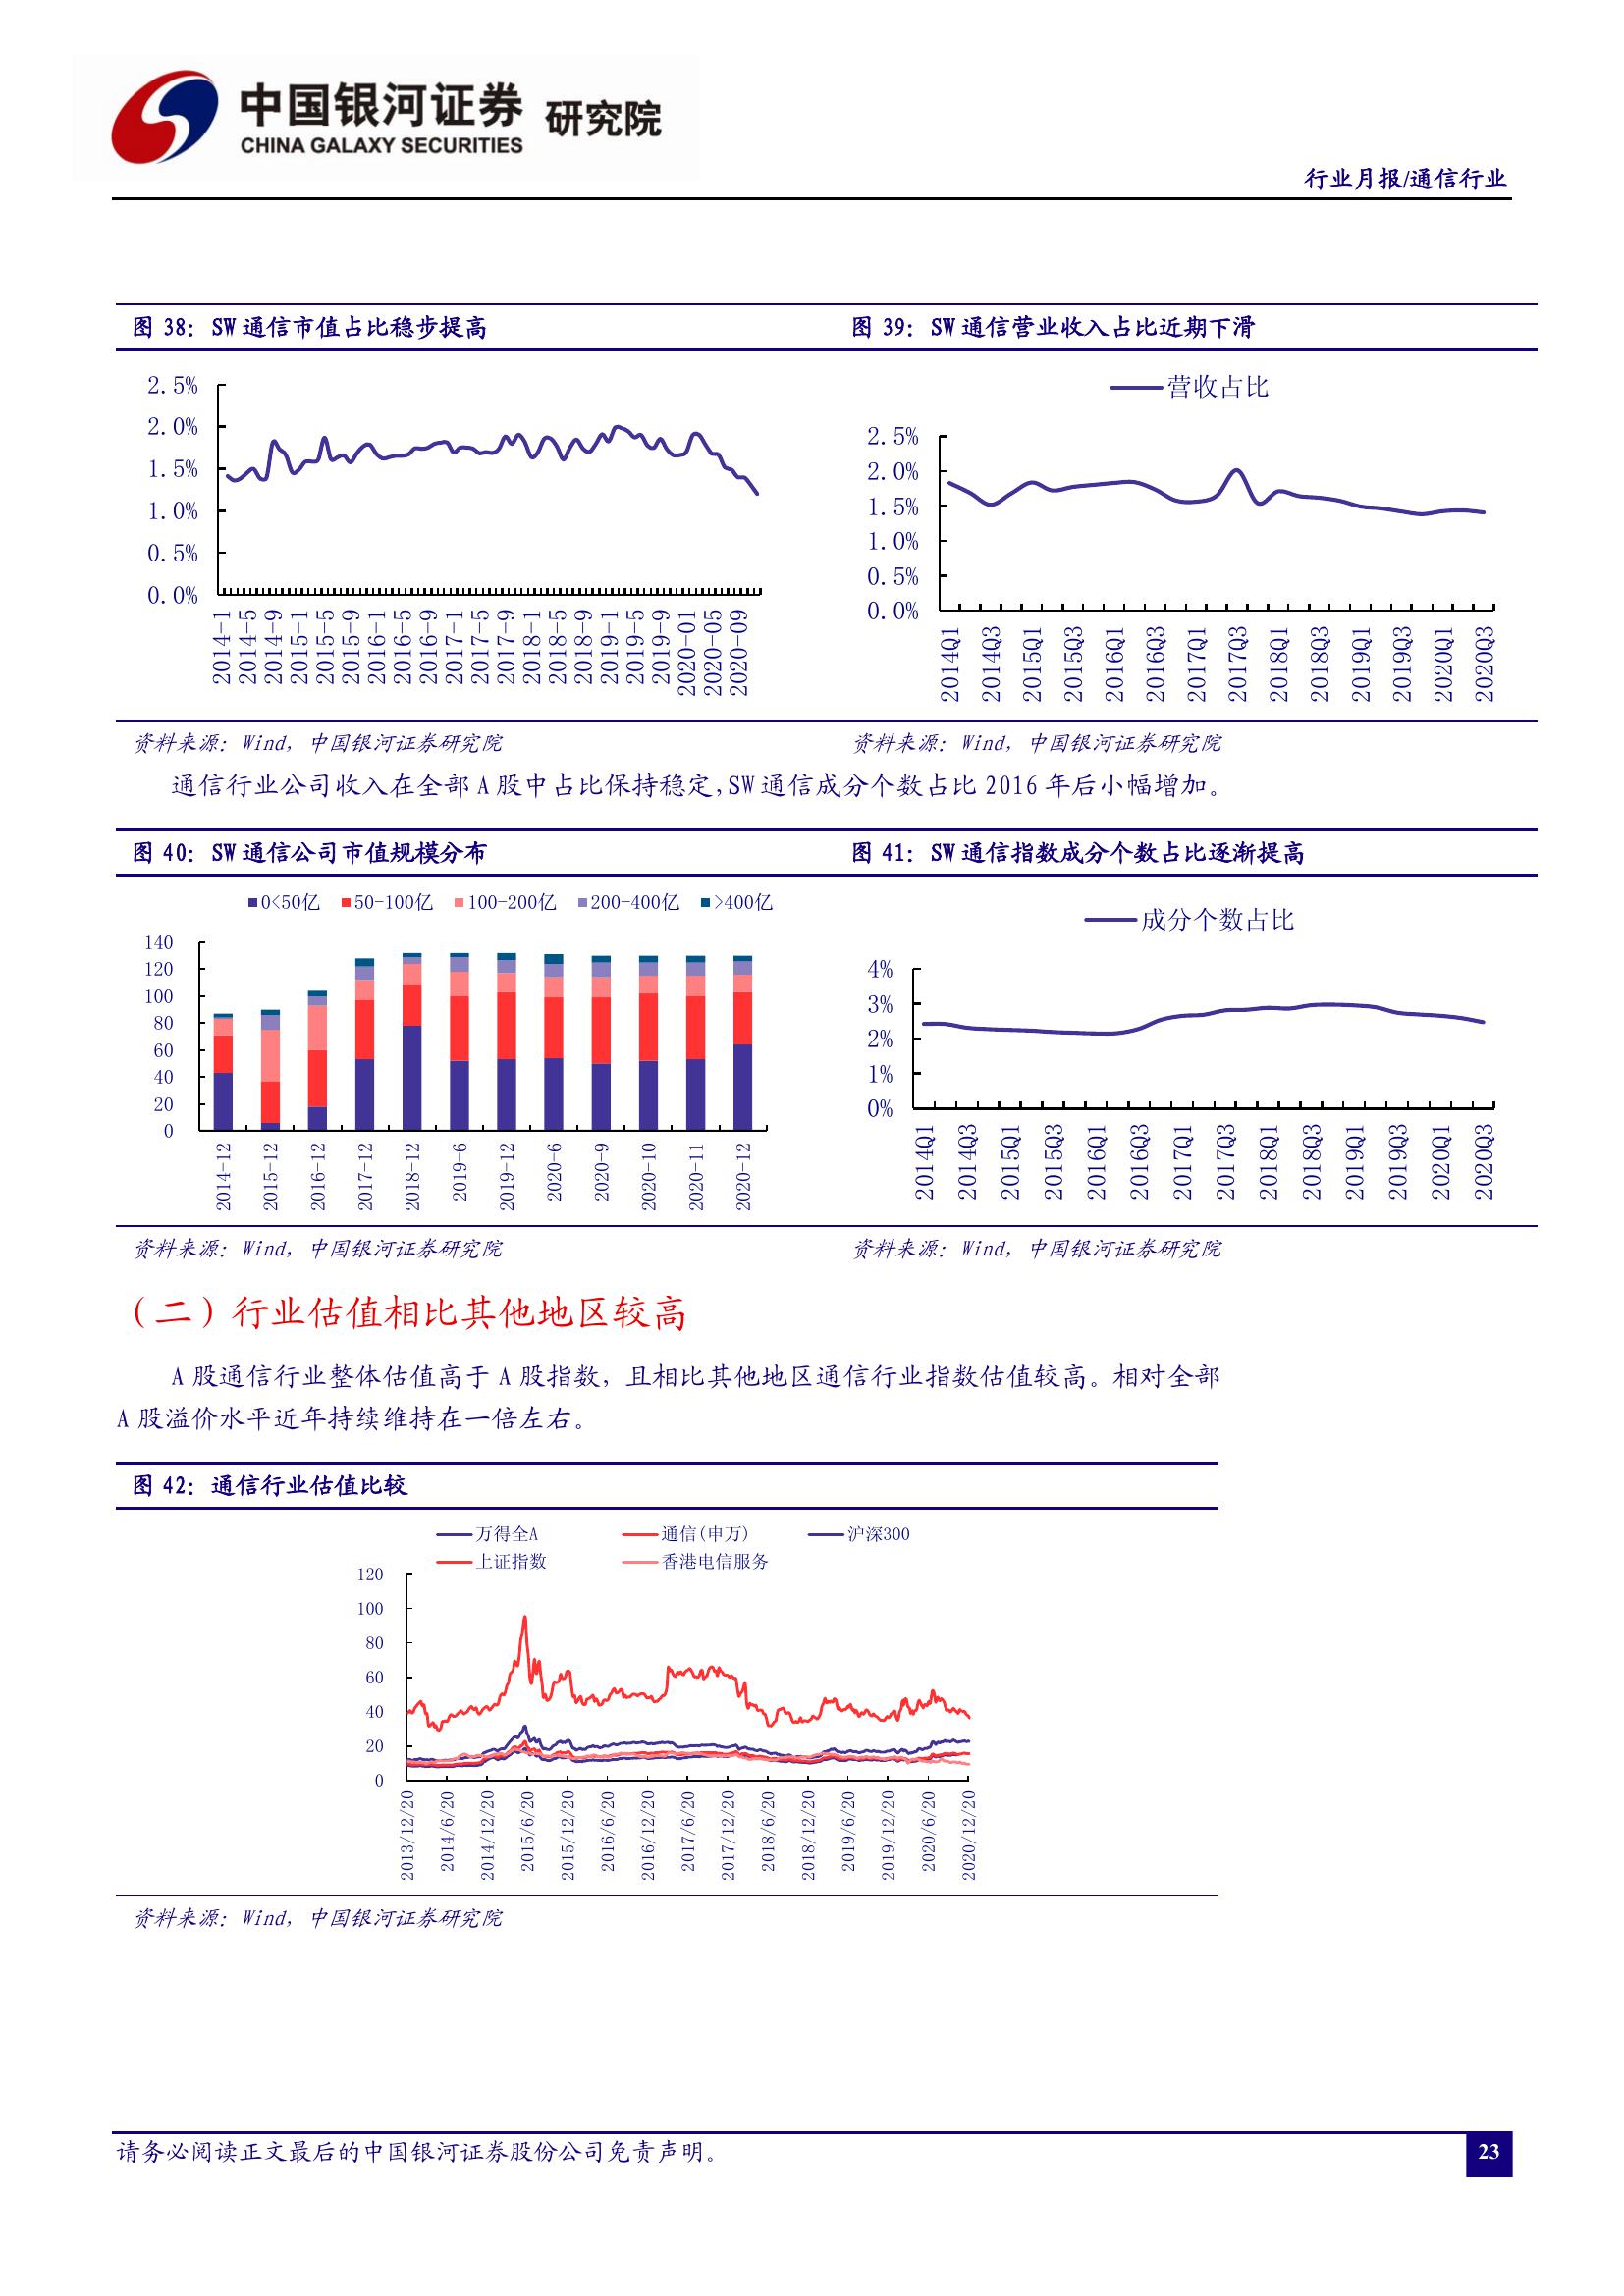 中国银河证券 研究院
CHINA GALAXY SECURITIES
行业月报/通信行业
图 38：SW 通信市值占比稳步提高
图 39：SW 通信营业收入占比近期下滑
2.5%
2.0%
1.5%
1.0%
0.5%
0.0%
2014-1 2014-5 2014-9 2015-1 2015-5 2015-9 2016-1 2016-5 2016-9 2017-1 2017-5 2017-9 2018-1 2018-5 2018-9 2019-1 2019-5 2019-9 2020-01 2020-05 2020-09
营收占比
2.5%
2.0%
1.5%
1.0%
0.5%
0.0%
2014Q1 2014Q3 2015Q1 2015Q3 2016Q1 2016Q3 2017Q1 2017Q3 2018Q1 2018Q3 2019Q1 2019Q3 2020Q1 2020Q3
资料来源：Wind，中国银河证券研究院
资料来源：Wind，中国银河证券研究院
通信行业公司收入在全部 A 股中占比保持稳定，SW 通信成分个数占比 2016 年后小幅增加。
图 40：SW 通信公司市值规模分布
图 41：SW 通信指数成分个数占比逐渐提高
0<50亿 50-100亿 100-200亿 200-400亿 >400亿
140
120
100
80
60
40
20
0
2014-12 2015-12 2016-12 2017-12 2018-12 2019-6 2019-12 2020-6 2020-9 2020-10 2020-11 2020-12
成分个数占比
4%
3%
2%
1%
0%
2014Q1 2014Q3 2015Q1 2015Q3 2016Q1 2016Q3 2017Q1 2017Q3 2018Q1 2018Q3 2019Q1 2019Q3 2020Q1 2020Q3
资料来源：Wind，中国银河证券研究院
资料来源：Wind，中国银河证券研究院
（二）行业估值相比其他地区较高
A 股通信行业整体估值高于 A 股指数，且相比其他地区通信行业指数估值较高。相对全部
A 股溢价水平近年持续维持在一倍左右。
图 42：通信行业估值比较
万得全A 通信(申万) 沪深300
上证指数 香港电信服务
120
100
80
60
40
20
0
2013/12/20 2014/6/20 2014/12/20 2015/6/20 2015/12/20 2016/6/20 2016/12/20 2017/6/20 2017/12/20 2018/6/20 2018/12/20 2019/6/20 2019/12/20 2020/6/20 2020/12/20
资料来源：Wind，中国银河证券研究院
请务必阅读正文最后的中国银河证券股份公司免责声明。
23